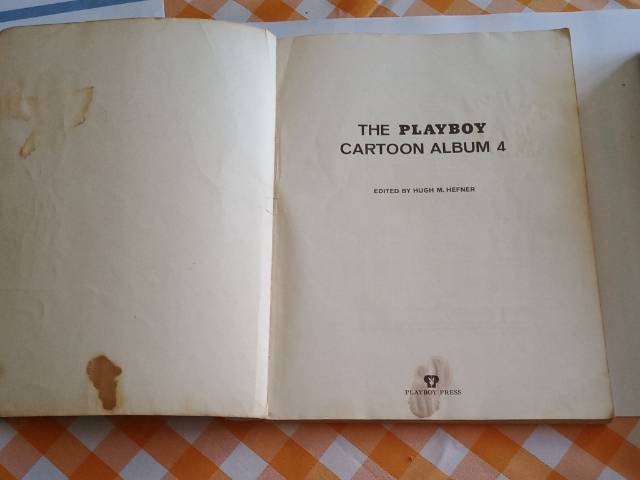 THE PLAYBOY
CARTOON ALBUM 4
EDITED BY HUGH M. HEFNER
PLAYBOY PRESS